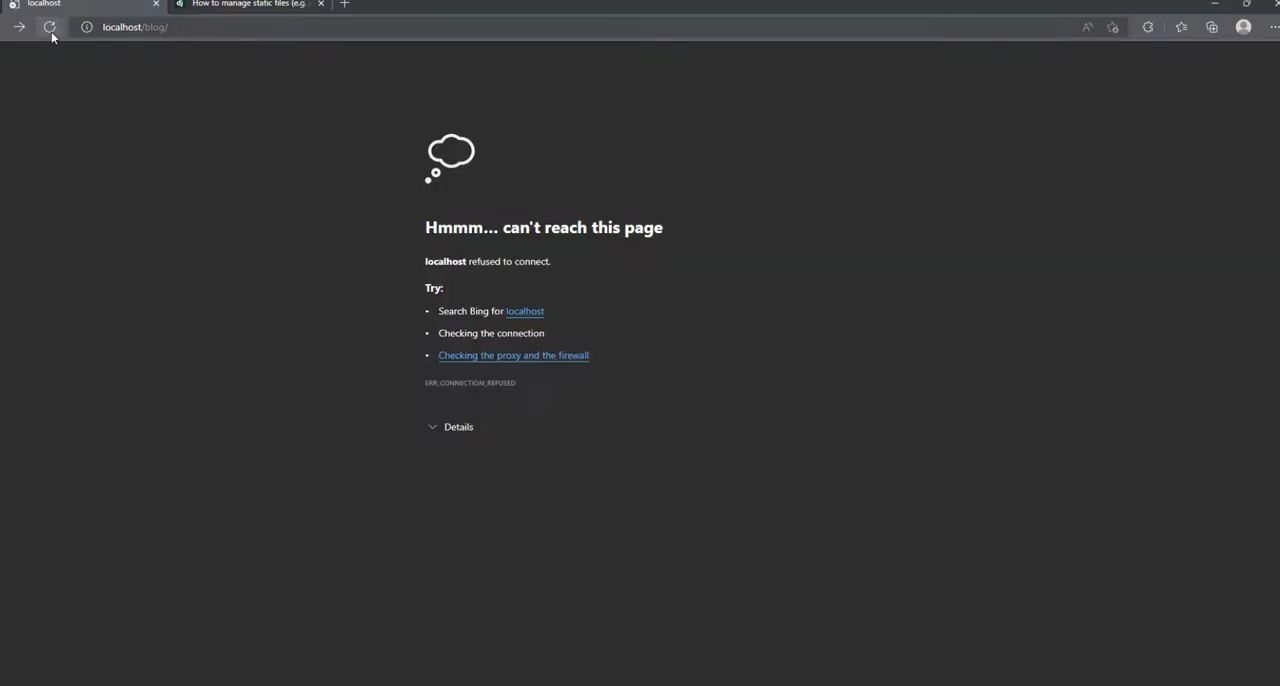 localhost
How to manage static files (e.g.
localhost/blog/
Hmmm... can't reach this page
localhost refused to connect.
Try:
• Search Bing for localhost
• Checking the connection
• Checking the proxy and the firewall
ERR_CONNECTION_REFUSED
Details